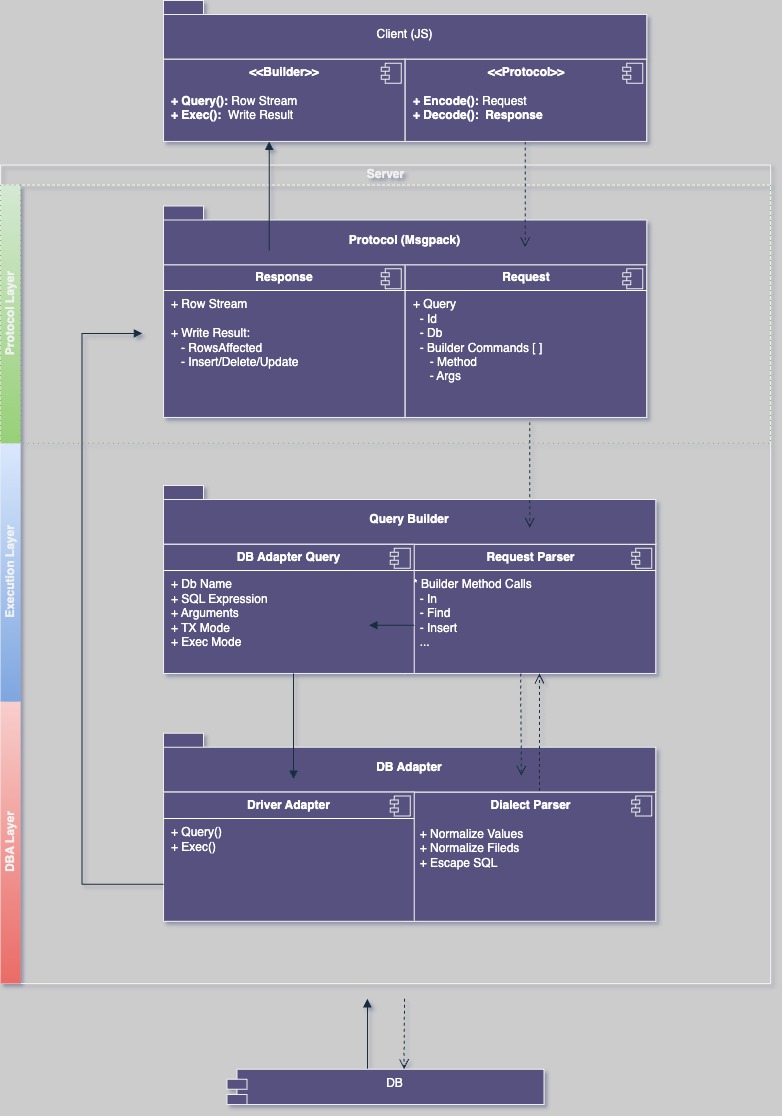 Client (JS)
<<Builder>>
+ Query(): Row Stream
+ Exec(): Write Result
<<Protocol>>
+ Encode(): Request
+ Decode(): Response
Server
Protocol Layer
Protocol (Msgpack)
Response
+ Row Stream
+ Write Result:
- RowsAffected
- Insert/Delete/Update
Request
+ Query
- Id
- Db
- Builder Commands [ ]
- Method
- Args
Execution Layer
Query Builder
DB Adapter Query
+ Db Name
+ SQL Expression
+ Arguments
+ TX Mode
+ Exec Mode
Request Parser
* Builder Method Calls
- In
- Find
- Insert
...
DBA Layer
DB Adapter
Driver Adapter
+ Query()
+ Exec()
Dialect Parser
+ Normalize Values
+ Normalize Fileds
+ Escape SQL
DB